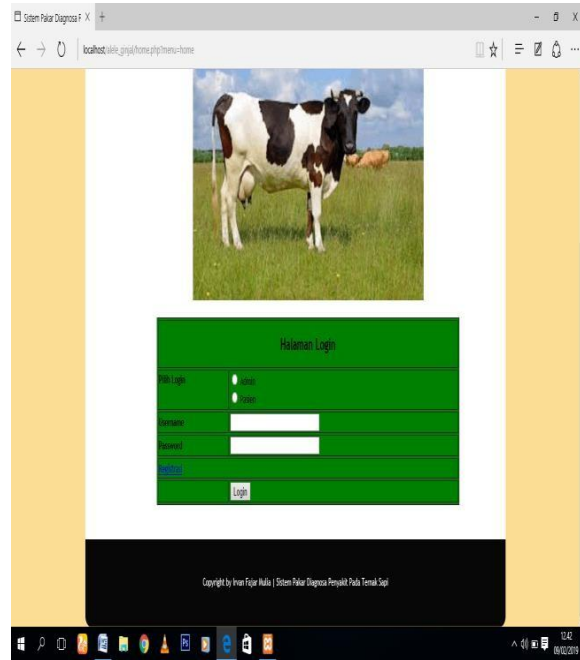 Sistem Pakar Diagnosa P
localhost/alele_ginjal/home.php?menu=home
Halaman Login
Pilih Login
Admin
Pasien
Username
Password
Registrasi
Login
Copyright by Irvan Fajar Mulia | Sistem Pakar Diagnosa Penyakit Pada Ternak Sapi
12.42
09/02/2019